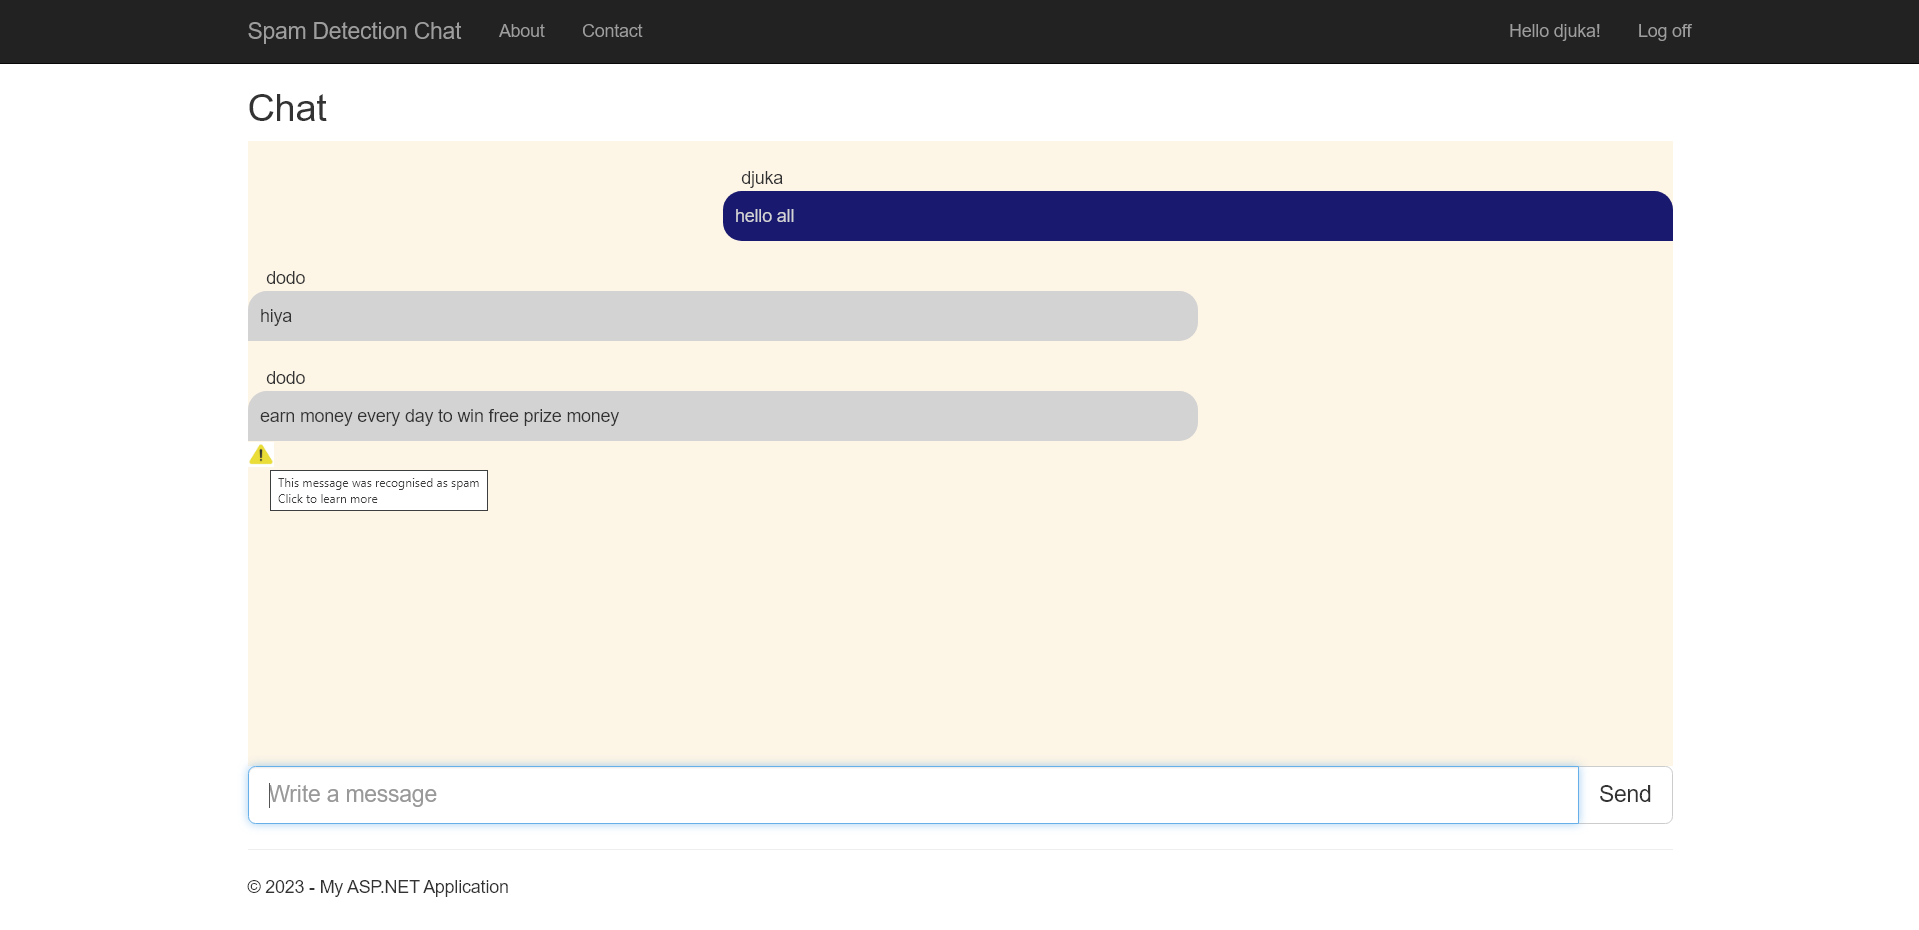 Spam Detection Chat About Contact Hello djuka! Log off
Chat
djuka
hello all
dodo
hiya
dodo
earn money every day to win free prize money
This message was recognised as spam
Click to learn more
Write a message Send
© 2023 - My ASP.NET Application